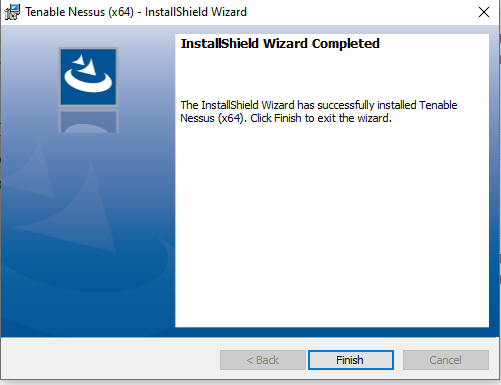 Tenable Nessus (x64) - InstallShield Wizard
InstallShield Wizard Completed
The InstallShield Wizard has successfully installed Tenable
Nessus (x64). Click Finish to exit the wizard.
< Back
Finish
Cancel